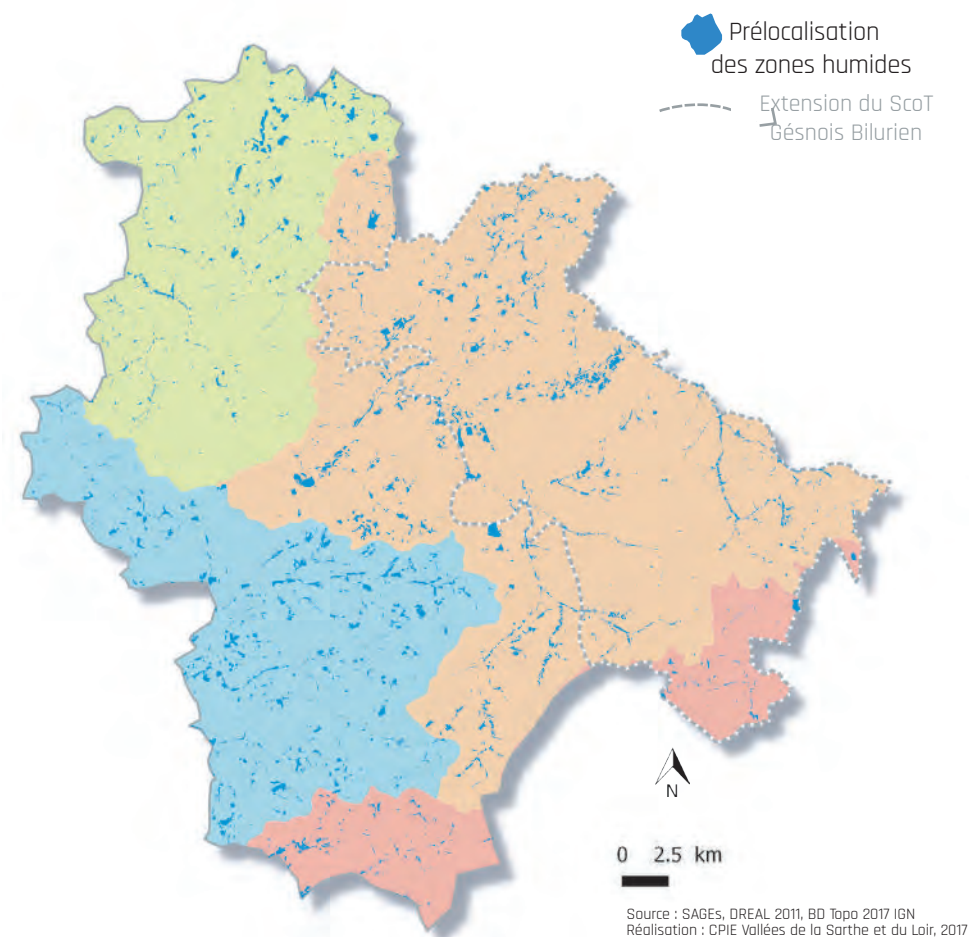 Prélocalisation
des zones humides
Extension du ScoT
Gésnois Bilurien
N
0 2.5 km
Source : SAGEs, DREAL 2011, BD Topo 2017 IGN
Réalisation : CPIE Vallées de la Sarthe et du Loir, 2017